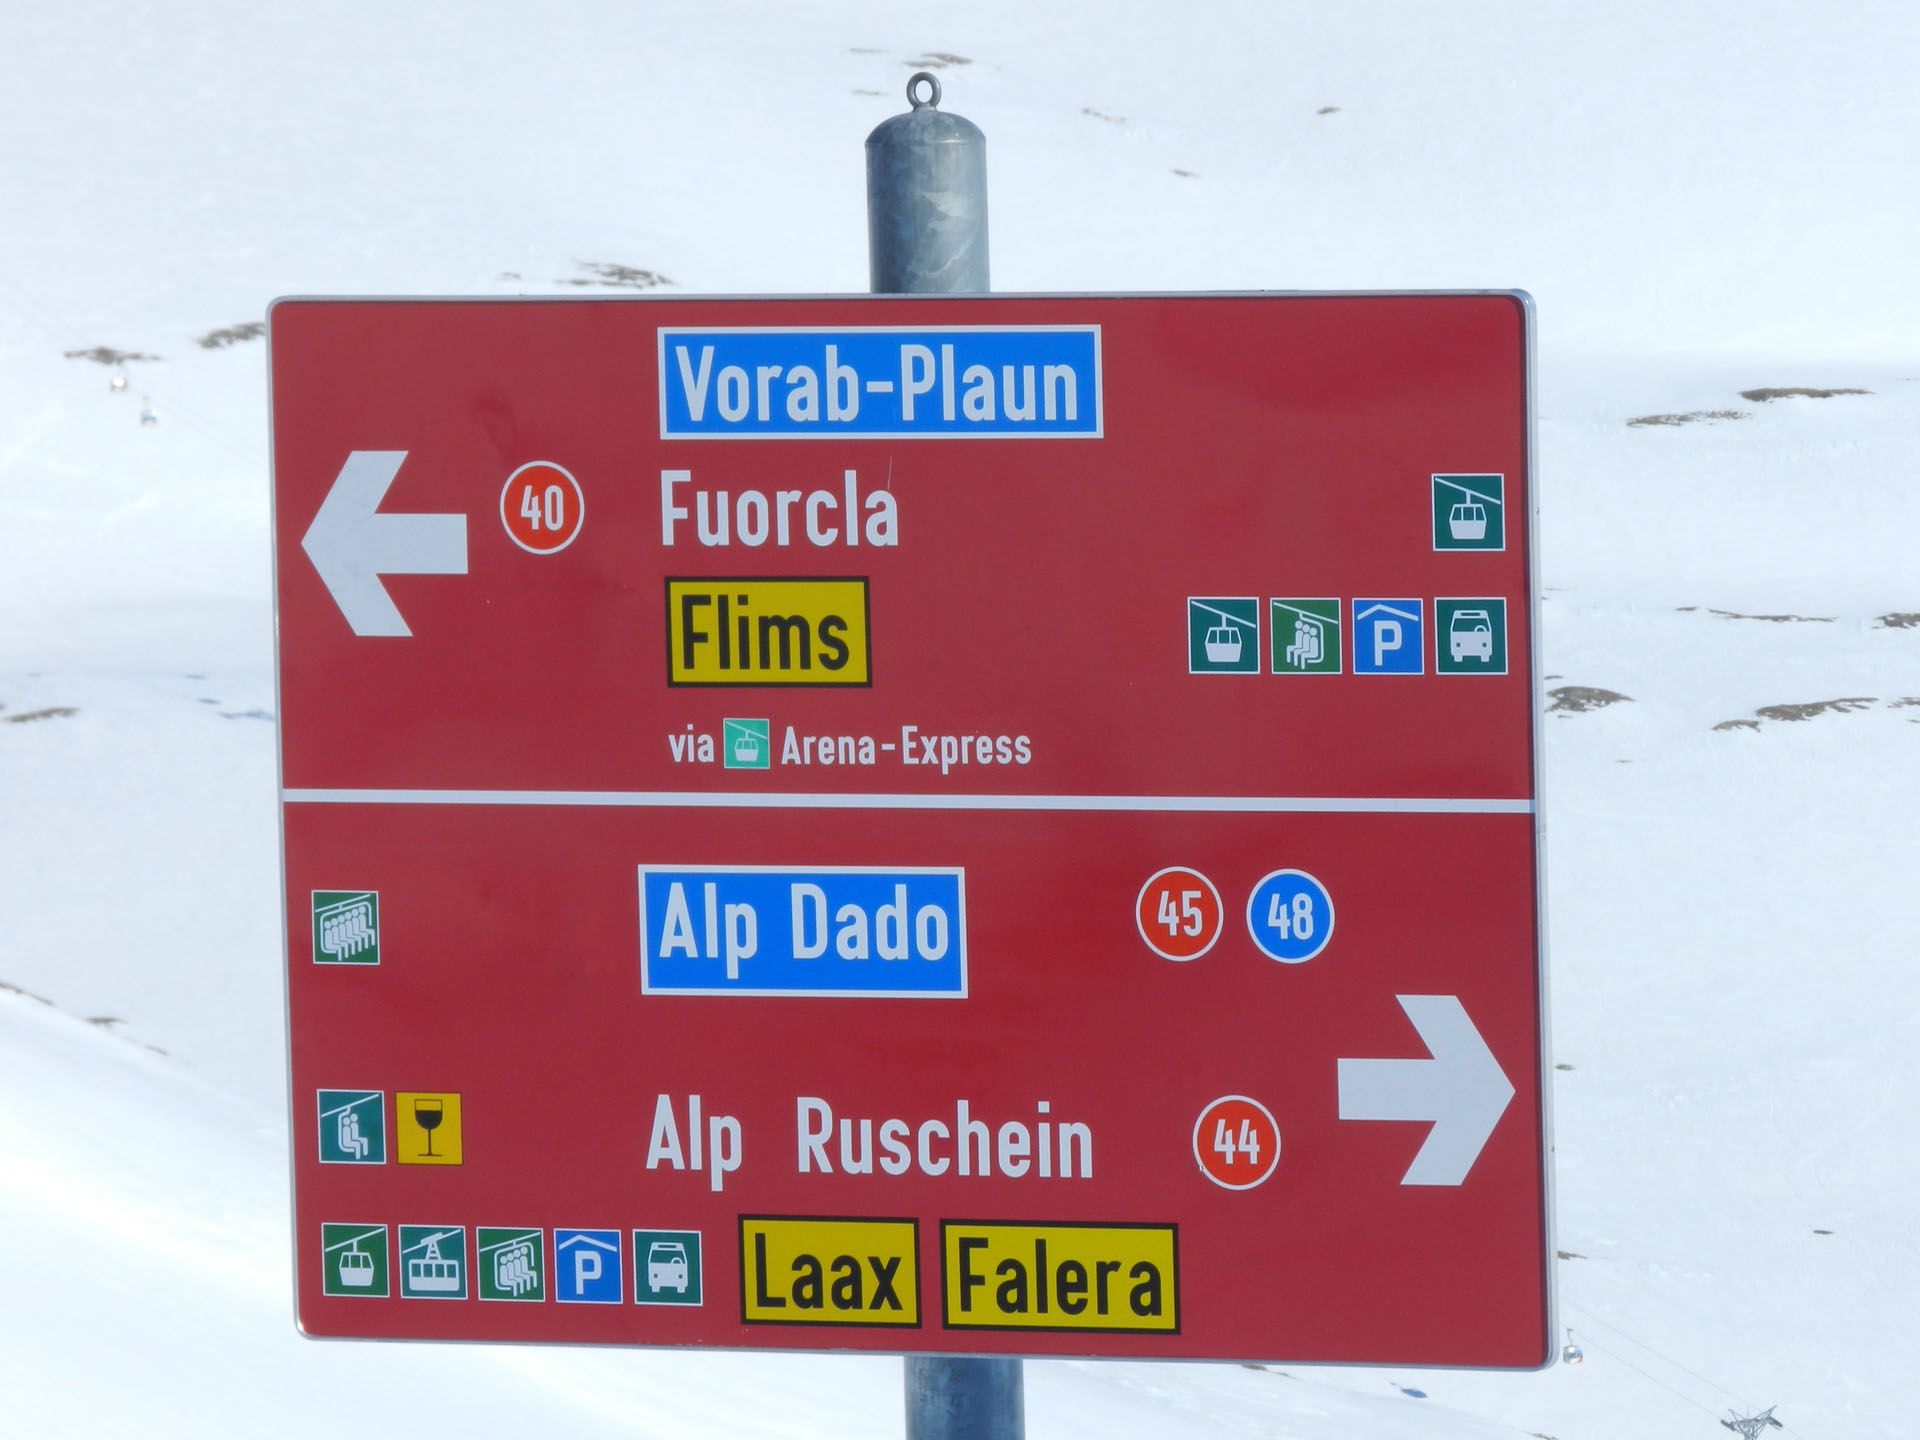 Vorab-Plaun
40 Fuorcla
Flims P
via Arena-Express
Alp Dado 45 48
Alp Ruschein 44
P Laax Falera